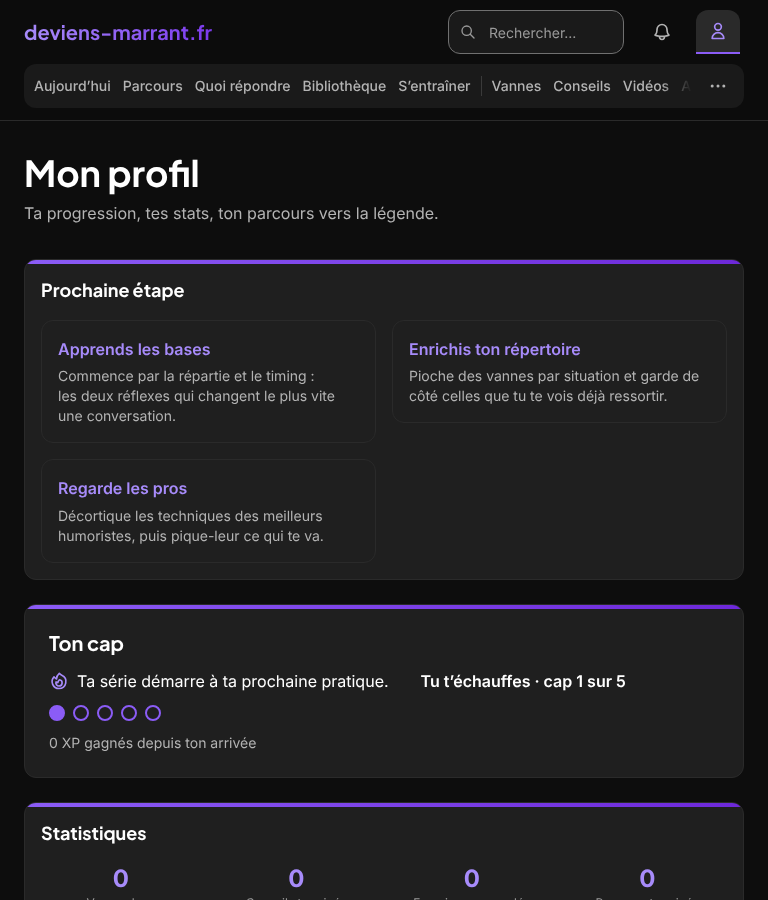 deviens-marrant.fr
Rechercher...
Aujourd’hui Parcours Quoi répondre Bibliothèque S’entraîner Vannes Conseils Vidéos
Mon profil
Ta progression, tes stats, ton parcours vers la légende.
Prochaine étape
Apprends les bases
Commence par la répartie et le timing :
les deux réflexes qui changent le plus vite
une conversation.
Enrichis ton répertoire
Pioche des vannes par situation et garde de
côté celles que tu te vois déjà ressortir.
Regarde les pros
Décortique les techniques des meilleurs
humoristes, puis pique-leur ce qui te va.
Ton cap
Ta série démarre à ta prochaine pratique.
Tu t’échauffes · cap 1 sur 5
0 XP gagnés depuis ton arrivée
Statistiques
0 0 0 0